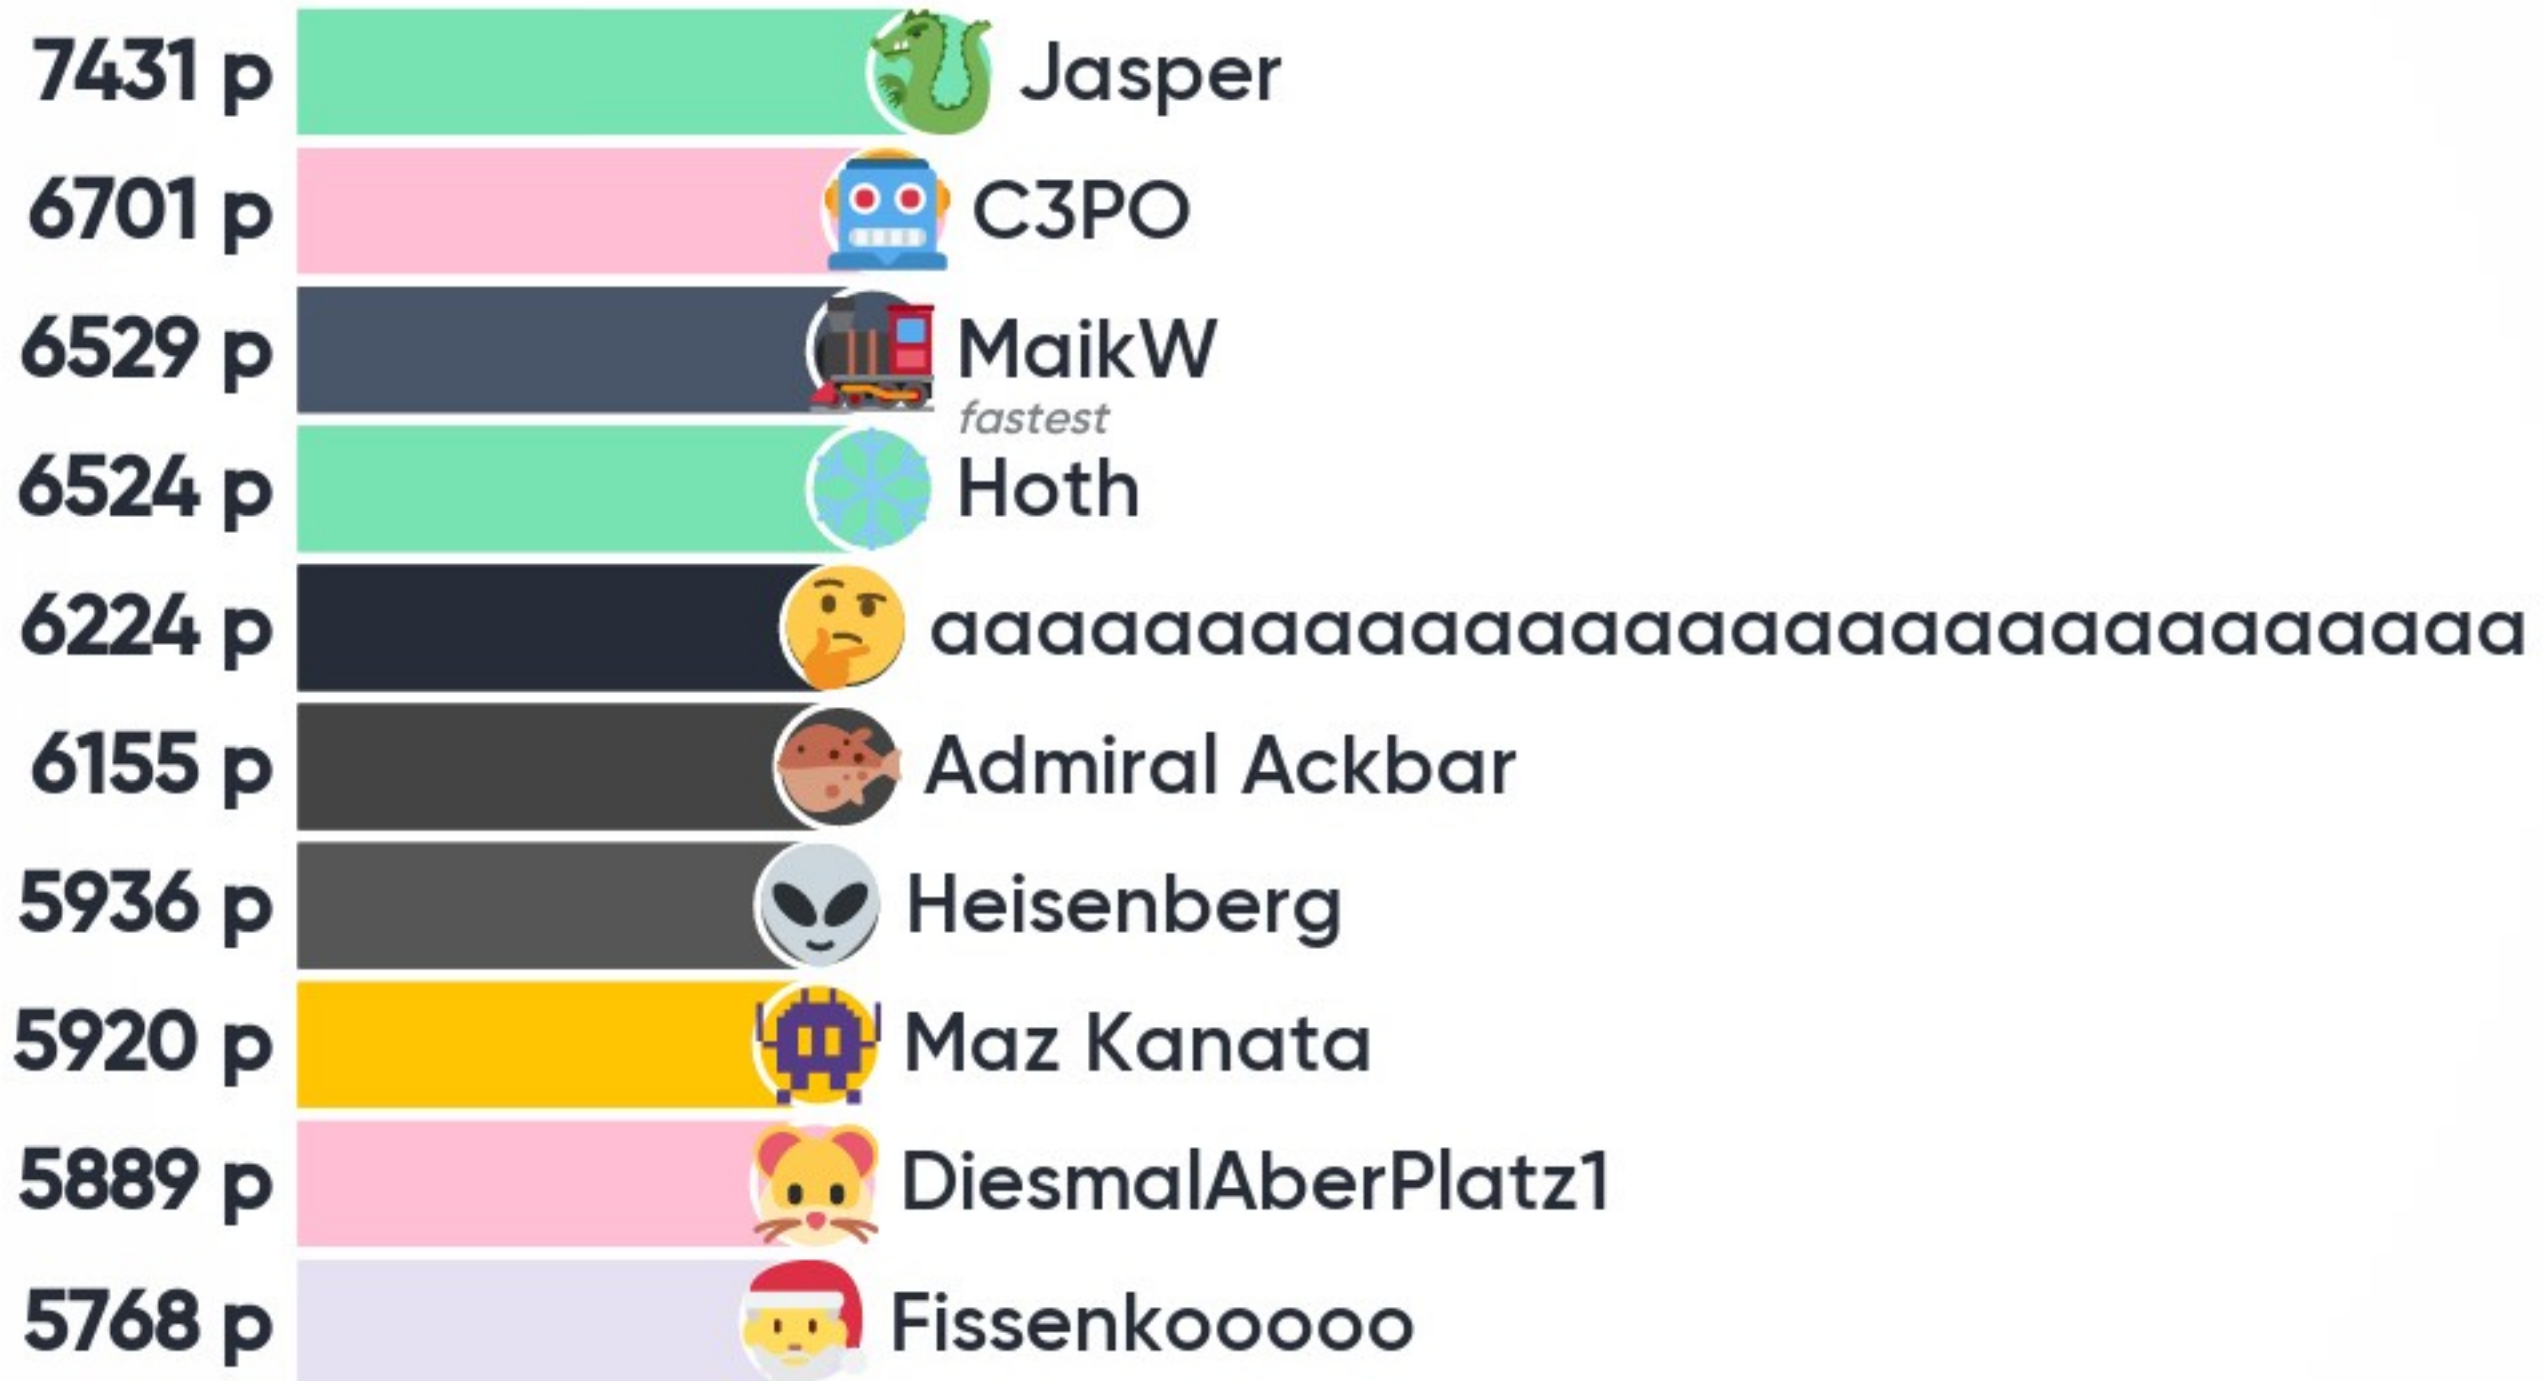 7431 p Jasper
6701 p C3PO
6529 p MaikW
fastest
6524 p Hoth
6224 p aaaaaaaaaaaaaaaaaaaaaaaaaaaaaa
6155 p Admiral Ackbar
5936 p Heisenberg
5920 p Maz Kanata
5889 p DiesmalAberPlatz1
5768 p Fissenkooooo